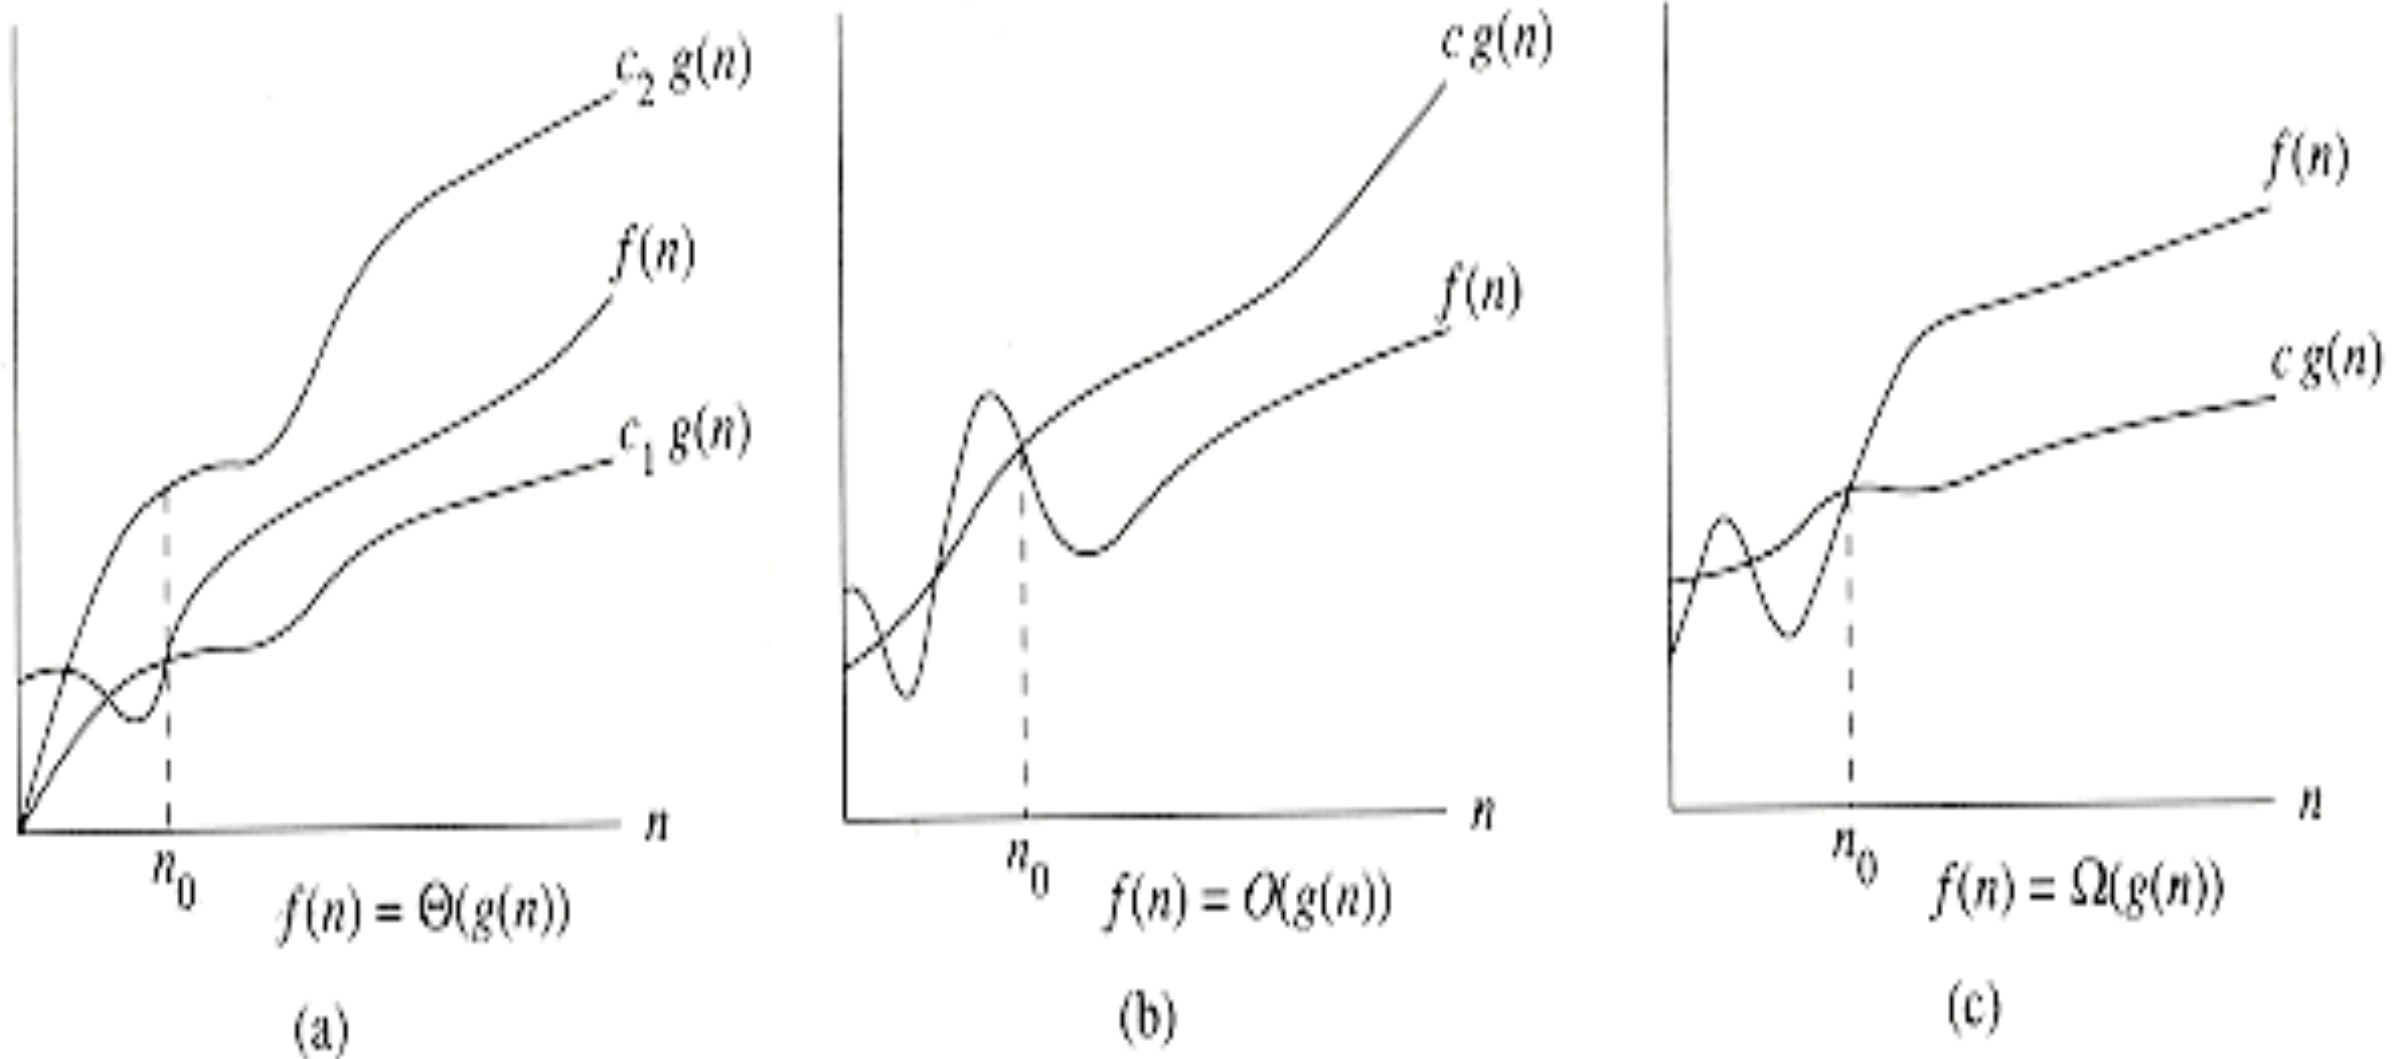 c₂ g(n)
f(n)
c₁ g(n)
n
n₀
f(n) = Θ(g(n))
(a)
c g(n)
f(n)
n
n₀
f(n) = O(g(n))
(b)
f(n)
c g(n)
n
n₀
f(n) = Ω(g(n))
(c)